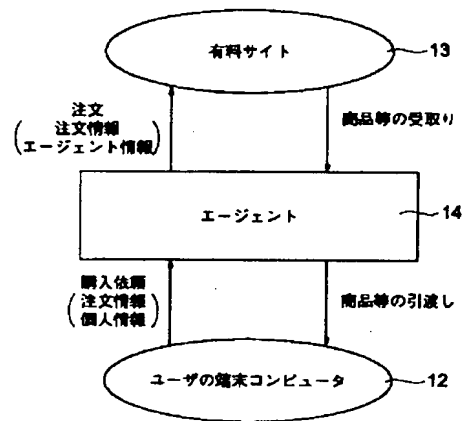 有料サイト
13
注文
注文情報
エージェント情報
商品等の受取り
エージェント
14
購入依頼
注文情報
個人情報
商品等の引渡し
ユーザの端末コンピュータ
12